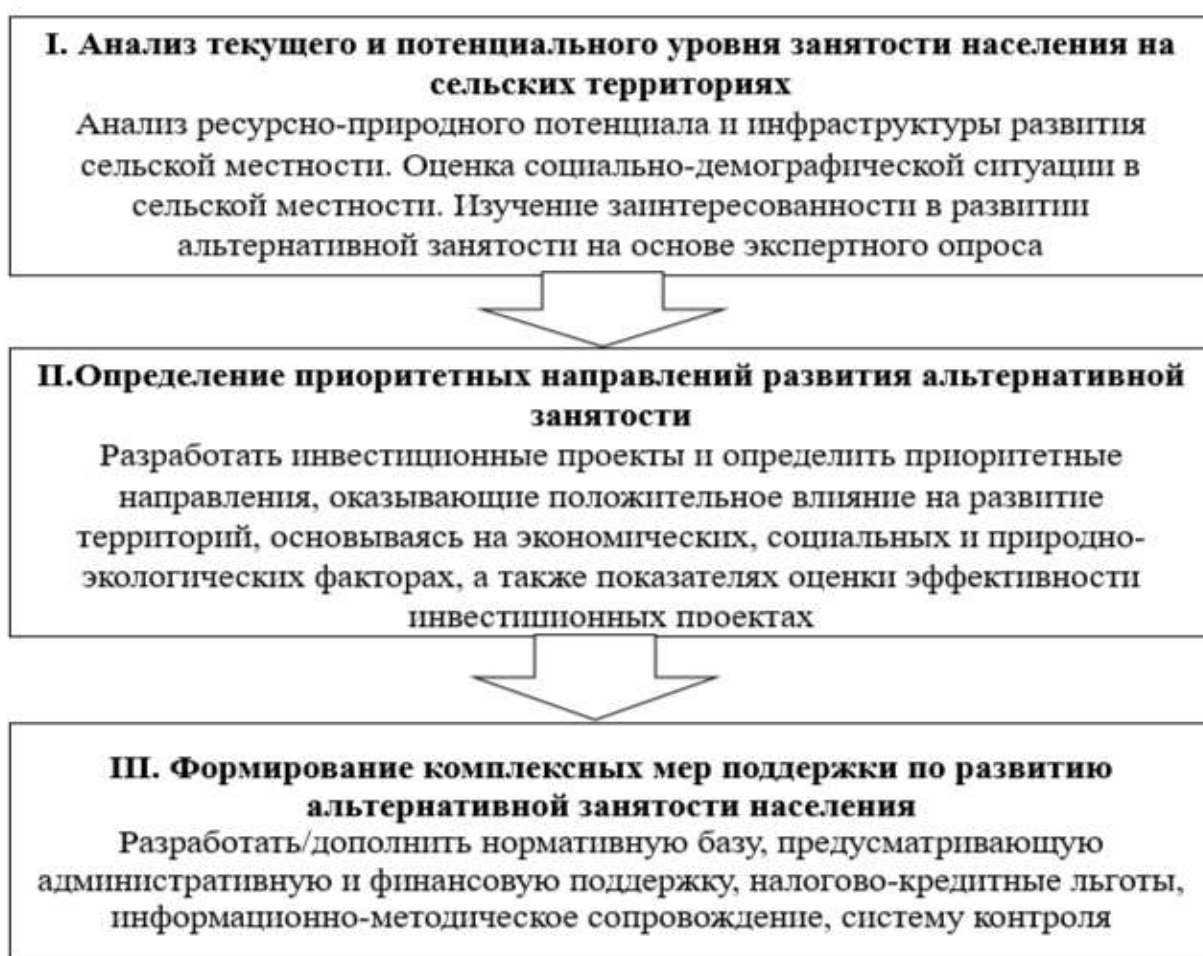 I. Анализ текущего и потенциального уровня занятости населения на
сельских территориях
Анализ ресурсно-природного потенциала и инфраструктуры развития
сельской местности. Оценка социально-демографической ситуации в
сельской местности. Изучение заинтересованности в развитии
альтернативной занятости на основе экспертного опроса
II.Определение приоритетных направлений развития альтернативной
занятости
Разработать инвестиционные проекты и определить приоритетные
направления, оказывающие положительное влияние на развитие
территорий, основываясь на экономических, социальных и природно-
экологических факторах, а также показателях оценки эффективности
инвестиционных проектах
III. Формирование комплексных мер поддержки по развитию
альтернативной занятости населения
Разработать/дополнить нормативную базу, предусматривающую
административную и финансовую поддержку, налогово-кредитные льготы,
информационно-методическое сопровождение, систему контроля